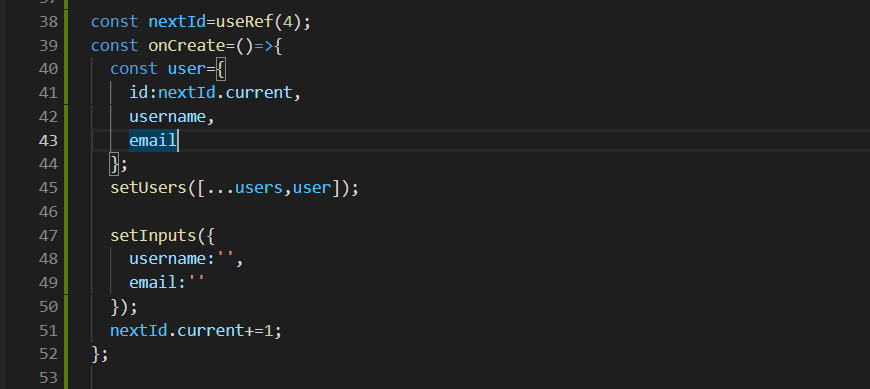 37
38 const nextId=useRef(4);
39 const onCreate=()=>{
40 const user={
41 id:nextId.current,
42 username,
43 email
44 };
45 setUsers([...users,user]);
46
47 setInputs({
48 username:'',
49 email:''
50 });
51 nextId.current+=1;
52 };
53